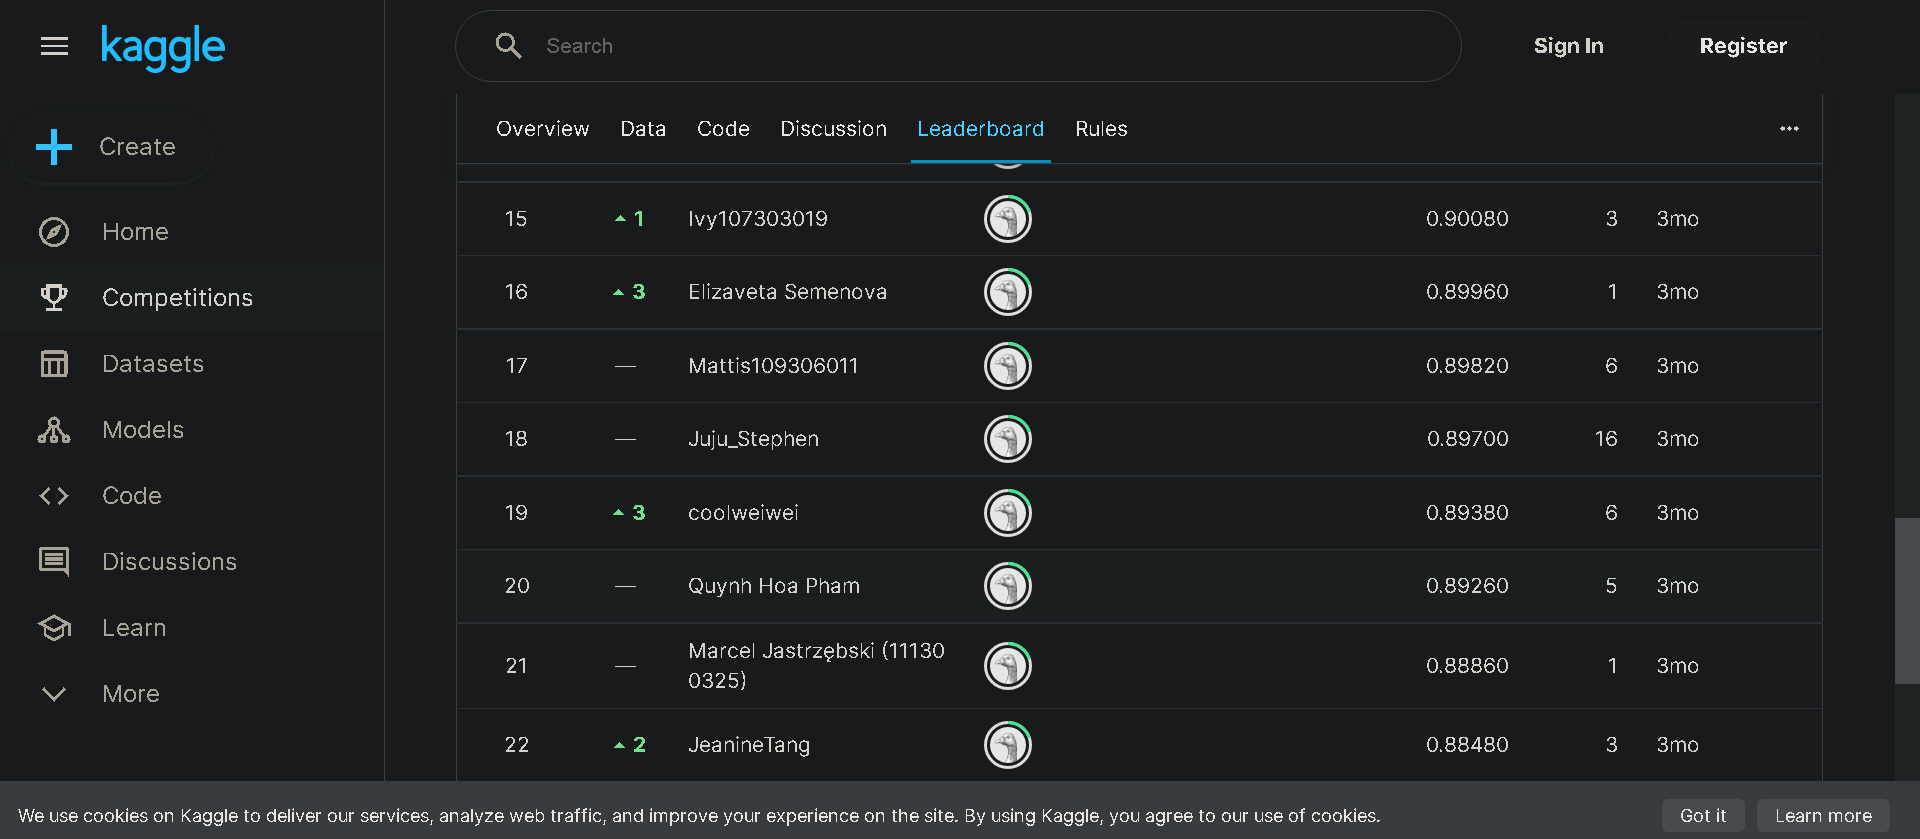 kaggle
Search
Sign In
Register
Create
Home
Competitions
Datasets
Models
Code
Discussions
Learn
More
Overview Data Code Discussion Leaderboard Rules
15 1 Ivy107303019 0.90080 3 3mo
16 3 Elizaveta Semenova 0.89960 1 3mo
17 — Mattis109306011 0.89820 6 3mo
18 — Juju_Stephen 0.89700 16 3mo
19 3 coolweiwei 0.89380 6 3mo
20 — Quynh Hoa Pham 0.89260 5 3mo
21 — Marcel Jastrzębski (11130 0.88860 1 3mo
0325)
22 2 JeanineTang 0.88480 3 3mo
We use cookies on Kaggle to deliver our services, analyze web traffic, and improve your experience on the site. By using Kaggle, you agree to our use of cookies.
Got it
Learn more